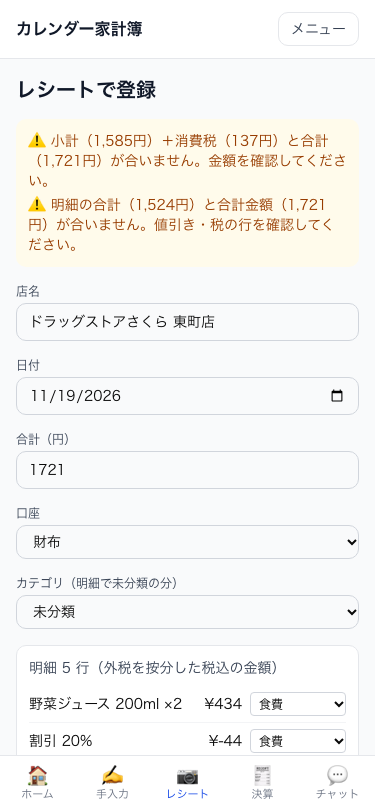 カレンダー家計簿
メニュー
レシートで登録
⚠️ 小計（1,585円）＋消費税（137円）と合計
（1,721円）が合いません。金額を確認してくださ
い。
⚠️ 明細の合計（1,524円）と合計金額（1,721
円）が合いません。値引き・税の行を確認してく
ださい。
店名
ドラッグストアさくら 東町店
日付
11/19/2026
合計（円）
1721
口座
財布
カテゴリ（明細で未分類の分）
未分類
明細 5 行（外税を按分した税込の金額）
野菜ジュース 200ml ×2 ¥434 食費
割引 20% ¥-44 食費
ホーム
手入力
レシート
決算
チャット